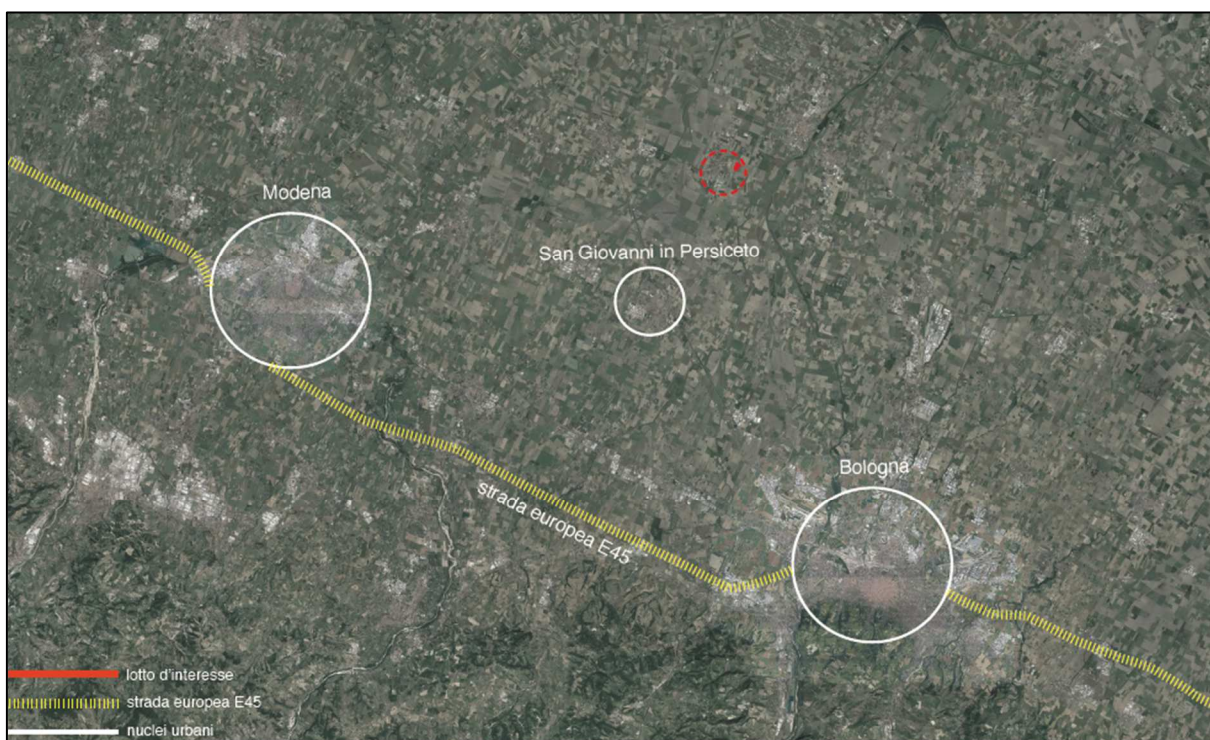 Modena
San Giovanni in Persiceto
Bologna
strada europea E45
lotto d'interesse
strada europea E45
nuclei urbani